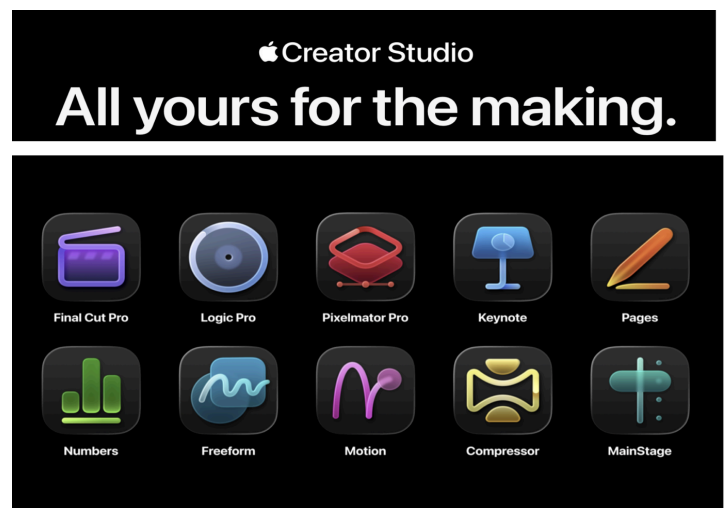 Creator Studio
All yours for the making.
Final Cut Pro
Logic Pro
Pixelmator Pro
Keynote
Pages
Numbers
Freeform
Motion
Compressor
MainStage